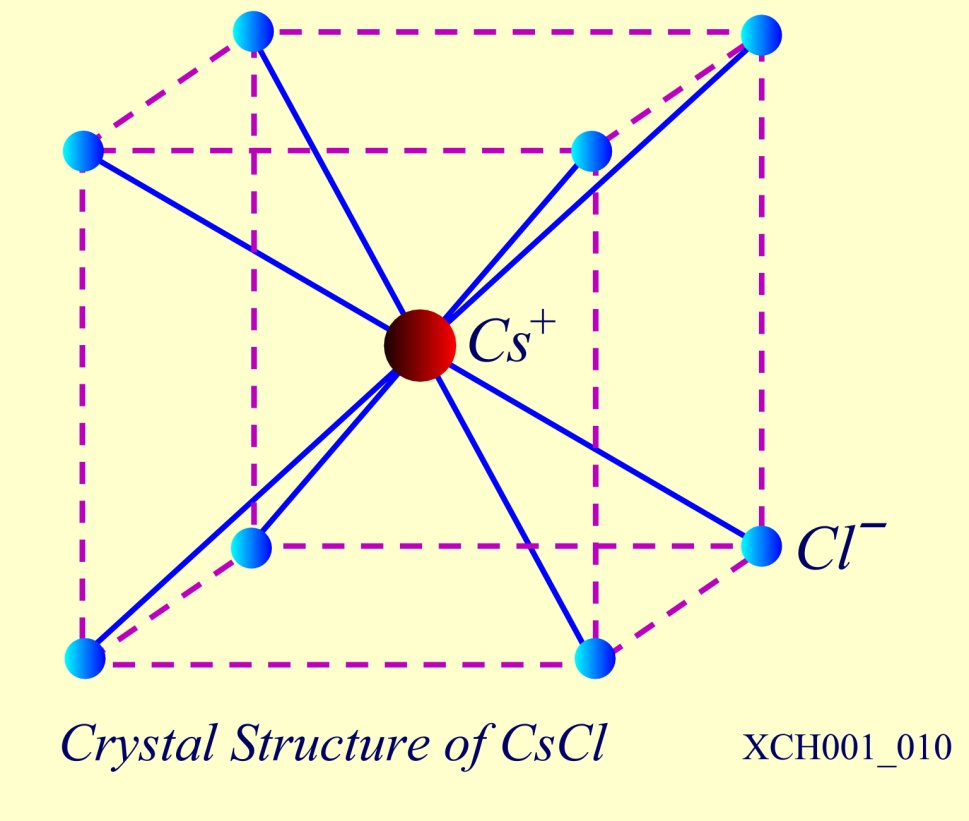 Cs⁺
Cl⁻
Crystal Structure of CsCl
XCH001_010